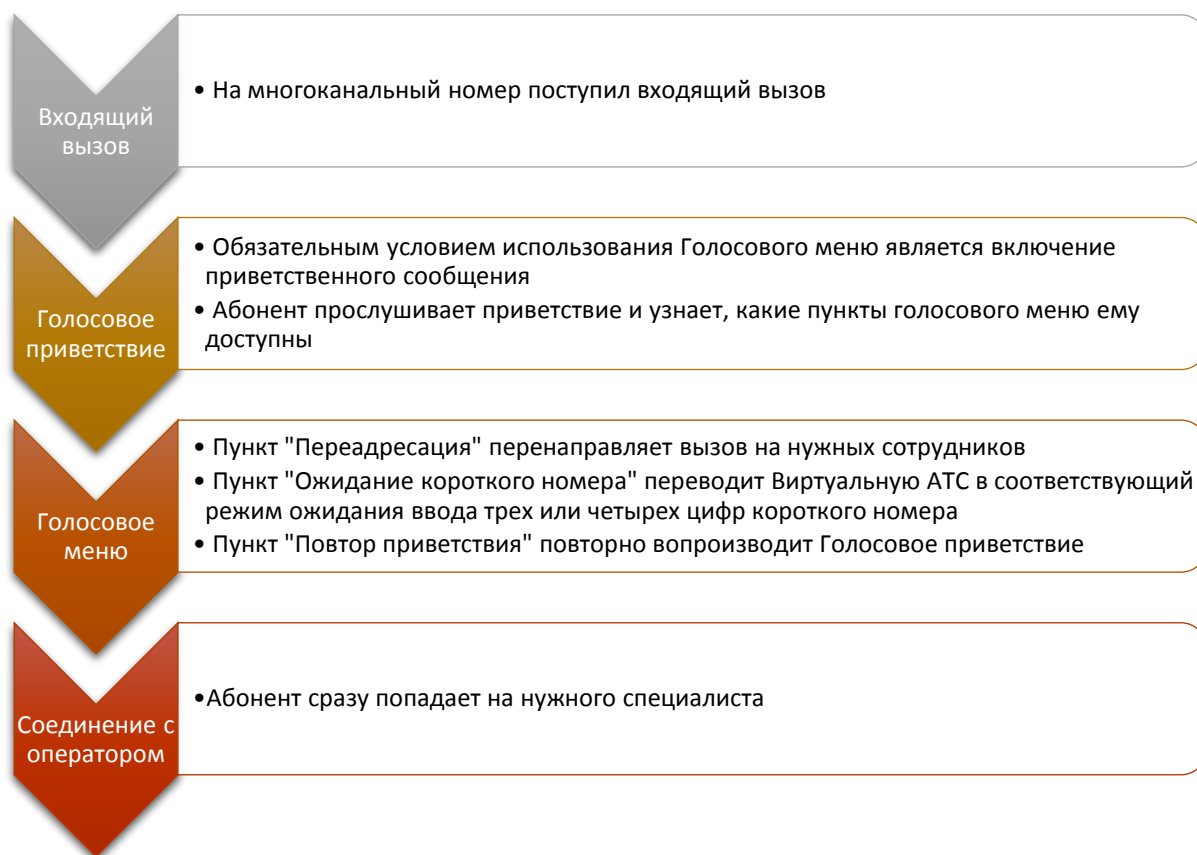 Входящий
вызов
• На многоканальный номер поступил входящий вызов
Голосовое
приветствие
• Обязательным условием использования Голосового меню является включение
приветственного сообщения
• Абонент прослушивает приветствие и узнает, какие пункты голосового меню ему
доступны
Голосовое
меню
• Пункт "Переадресация" перенаправляет вызов на нужных сотрудников
• Пункт "Ожидание короткого номера" переводит Виртуальную АТС в соответствующий
режим ожидания ввода трех или четырех цифр короткого номера
• Пункт "Повтор приветствия" повторно вопроизводит Голосовое приветствие
Соединение с
оператором
•Абонент сразу попадает на нужного специалиста